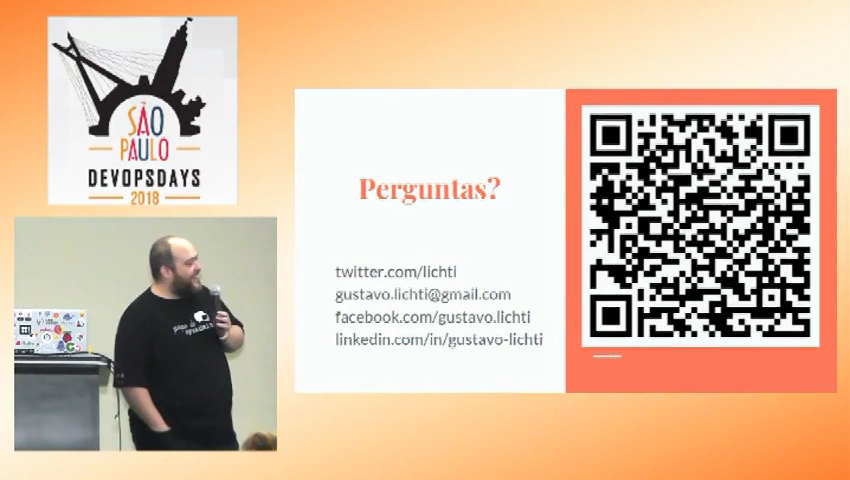 SÃO
PAULO
DEVOPSDAYS
2018
Perguntas?
twitter.com/lichti
gustavo.lichti@gmail.com
facebook.com/gustavo.lichti
linkedin.com/in/gustavo-lichti